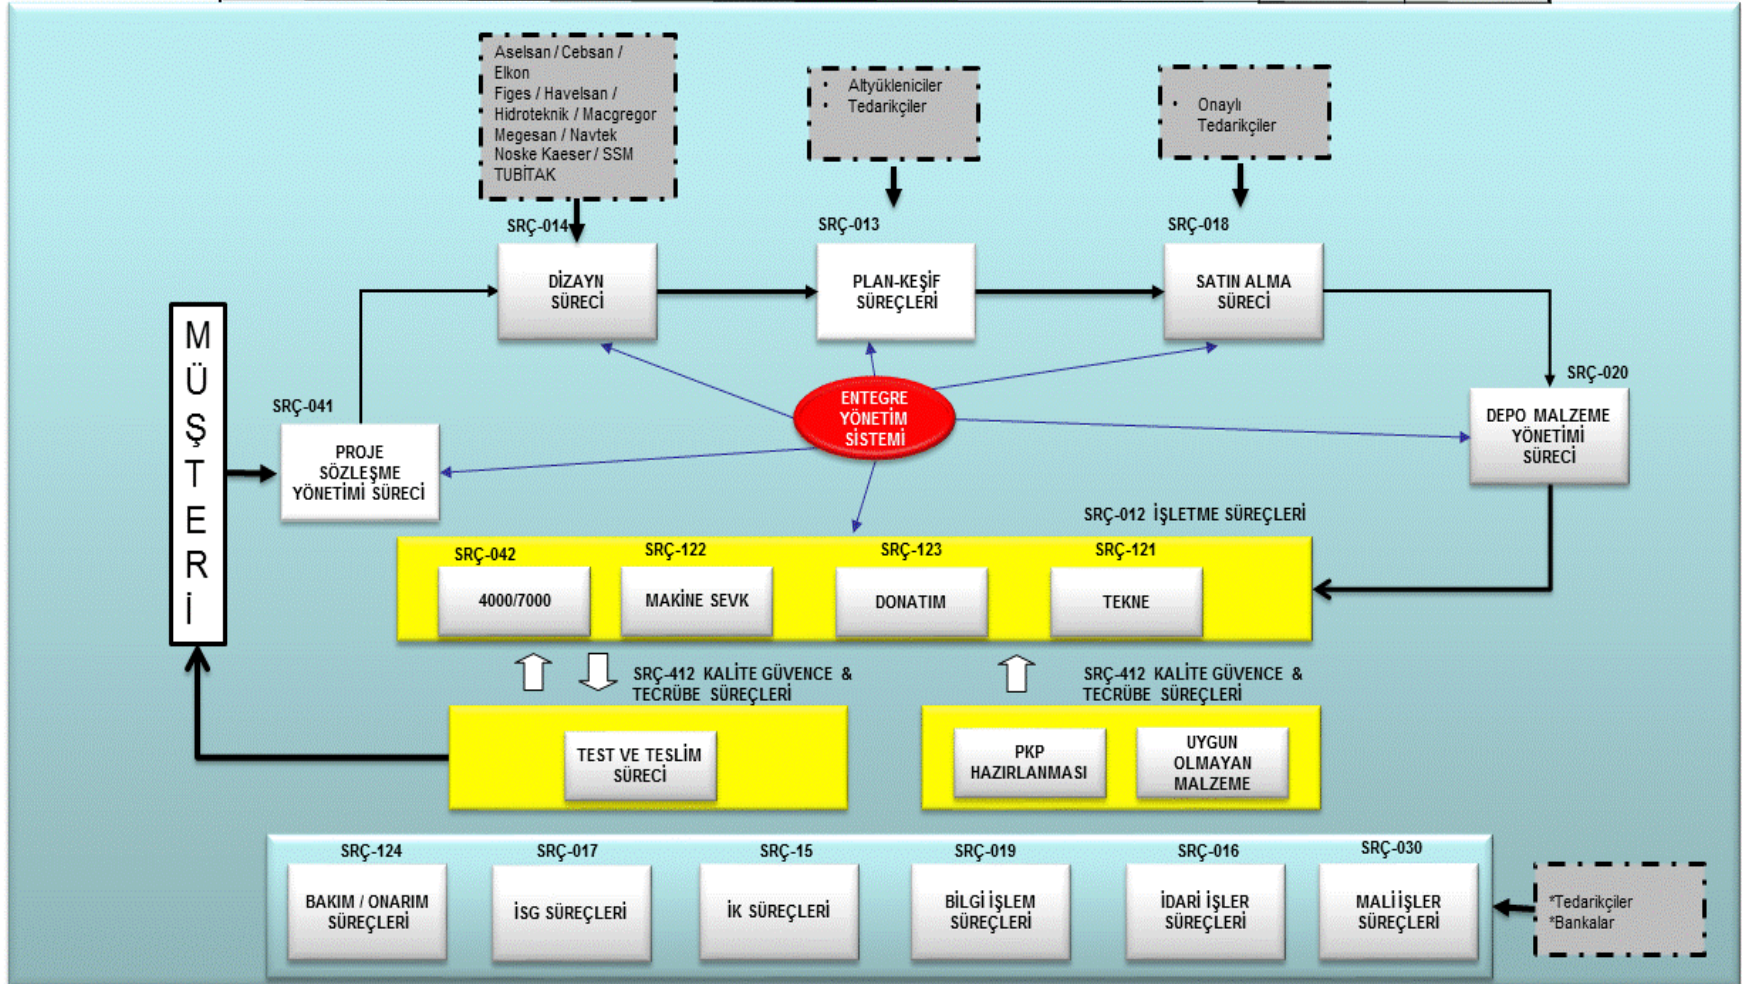 Aselsan / Cebsan /
Elkon
Figes / Havelsan /
Hidroteknik / Macgregor
Megesan / Navtek
Noske Kaeser / SSM
TUBİTAK
• Altyükleniciler
• Tedarikçiler
• Onaylı
Tedarikçiler
SRÇ-014
SRÇ-013
SRÇ-018
DİZAYN
SÜRECİ
PLAN-KEŞİF
SÜREÇLERİ
SATIN ALMA
SÜRECİ
M
Ü
Ş
T
E
R
İ
SRÇ-041
PROJE
SÖZLEŞME
YÖNETİMİ SÜRECİ
ENTEGRE
YÖNETİM
SİSTEMİ
SRÇ-020
DEPO MALZEME
YÖNETİMİ
SÜRECİ
SRÇ-012 İŞLETME SÜREÇLERİ
SRÇ-042
SRÇ-122
SRÇ-123
SRÇ-121
4000/7000
MAKİNE SEVK
DONATIM
TEKNE
SRÇ-412 KALİTE GÜVENCE &
TECRÜBE SÜREÇLERİ
SRÇ-412 KALİTE GÜVENCE &
TECRÜBE SÜREÇLERİ
TEST VE TESLİM
SÜRECİ
PKP
HAZIRLANMASI
UYGUN
OLMAYAN
MALZEME
SRÇ-124
SRÇ-017
SRÇ-15
SRÇ-019
SRÇ-016
SRÇ-030
BAKIM / ONARIM
SÜREÇLERİ
İSG SÜREÇLERİ
İK SÜREÇLERİ
BİLGİ İŞLEM
SÜREÇLERİ
İDARİ İŞLER
SÜREÇLERİ
MALİ İŞLER
SÜREÇLERİ
*Tedarikçiler
*Bankalar